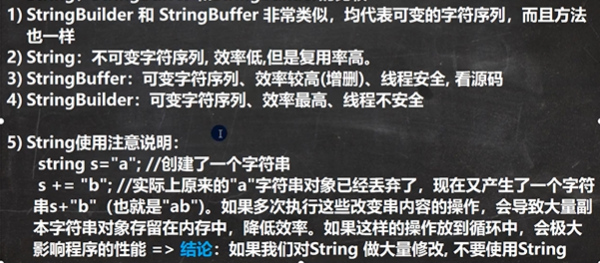 1) StringBuilder 和 StringBuffer 非常类似，均代表可变的字符序列，而且方法
也一样
2) String：不可变字符序列, 效率低,但是复用率高。
3) StringBuffer：可变字符序列、效率较高(增删)、线程安全, 看源码
4) StringBuilder：可变字符序列、效率最高、线程不安全
5) String使用注意说明：
string s="a"; //创建了一个字符串
s += "b"; //实际上原来的"a"字符串对象已经丢弃了，现在又产生了一个字符
串s+"b"（也就是"ab")。如果多次执行这些改变串内容的操作，会导致大量副
本字符串对象存留在内存中，降低效率。如果这样的操作放到循环中，会极大
影响程序的性能 => 结论：如果我们对String 做大量修改, 不要使用String